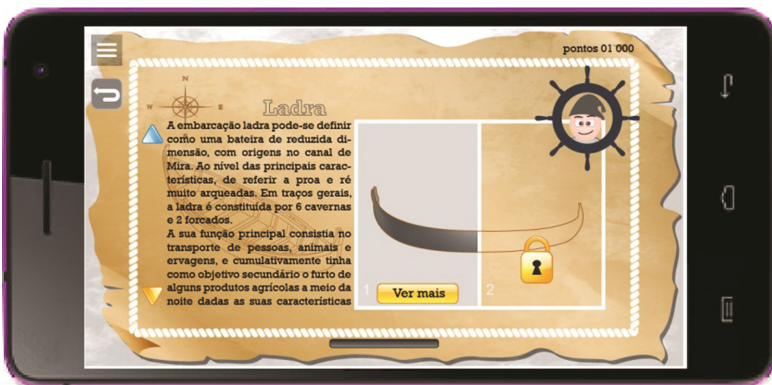 pontos 01 000
N
W
E
Ladra
A embarcação ladra pode-se definir
como uma bateira de reduzida di-
mensão, com origens no canal de
Mira. Ao nível das principais carac-
terísticas, de referir a proa e ré
muito arqueadas. Em traços gerais,
a ladra é constituída por 6 cavernas
e 2 forcados.
A sua função principal consistia no
transporte de pessoas, animais e
ervagens, e cumulativamente tinha
como objetivo secundário o furto de
alguns produtos agrícolas a meio da
noite dadas as suas características
1
Ver mais
2